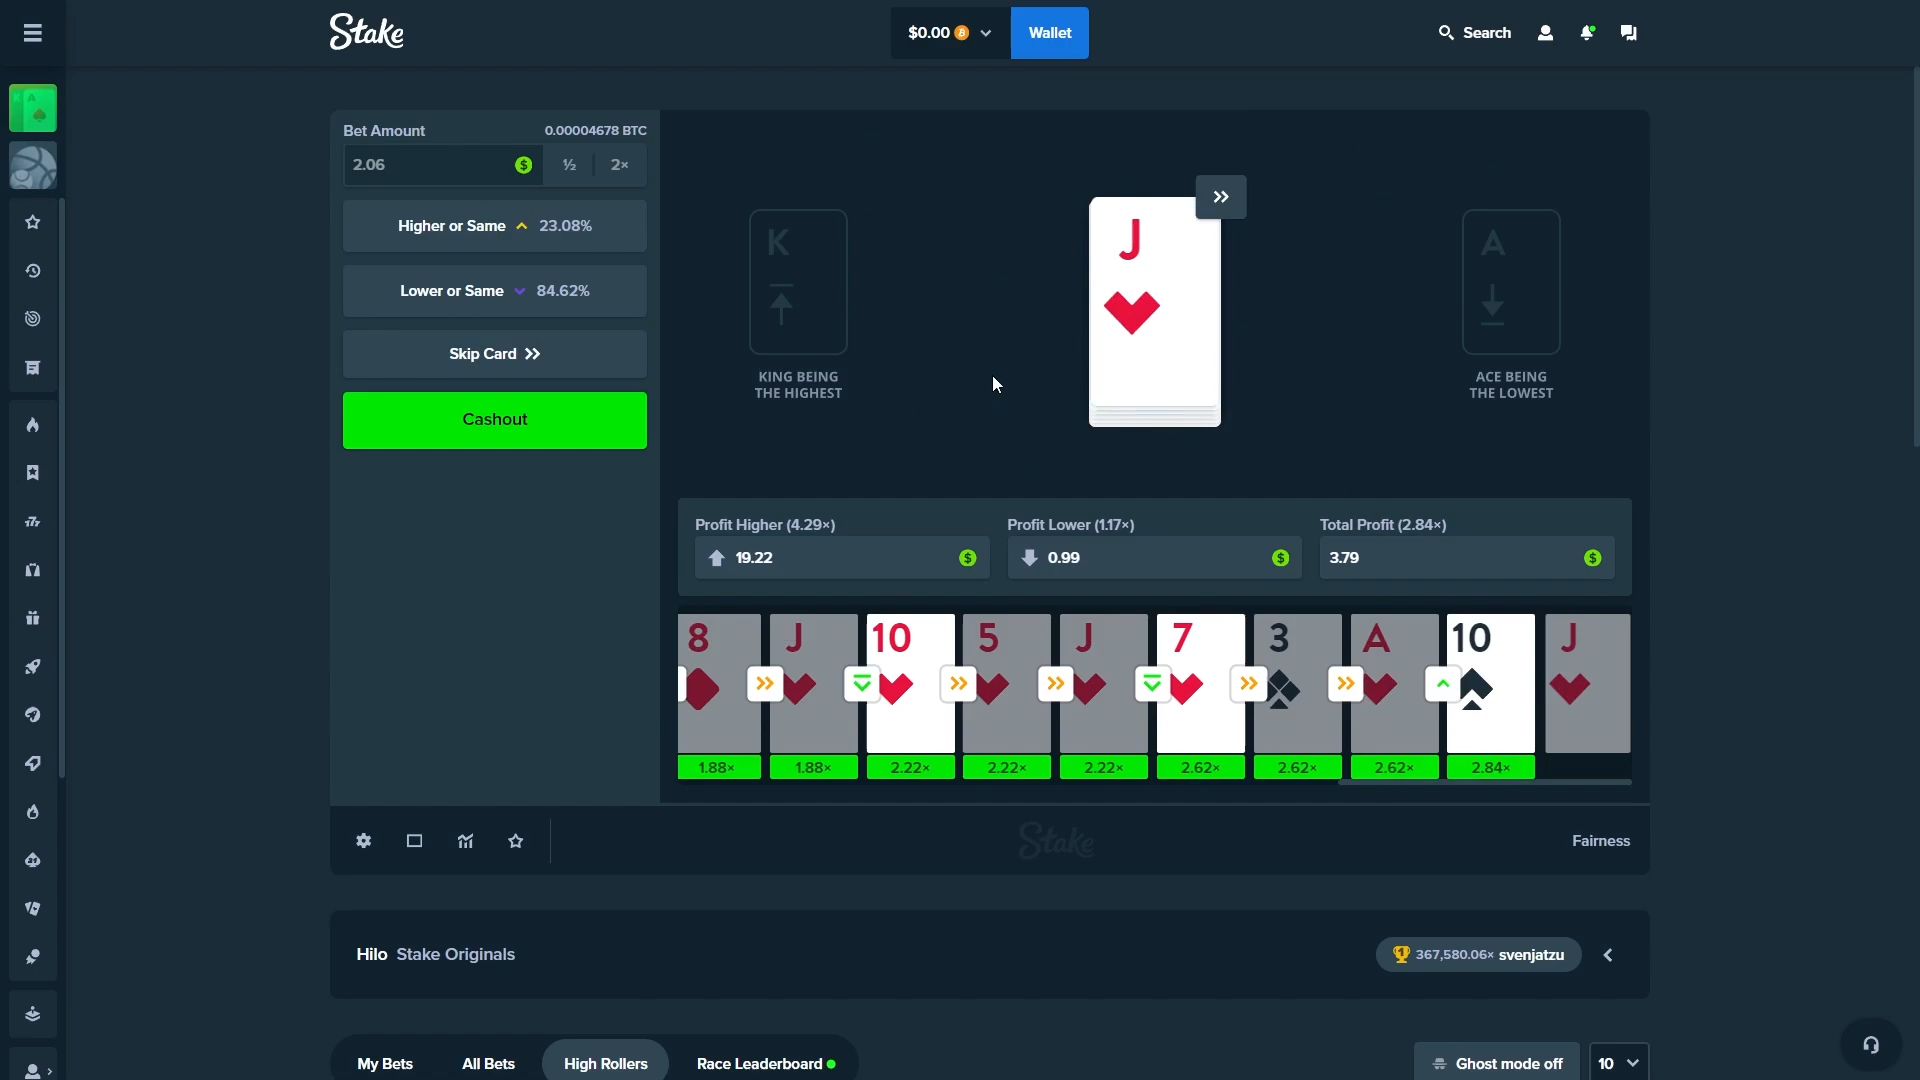 Stake
$0.00
Wallet
Search
Bet Amount
0.00004678 BTC
2.06
½
2×
Higher or Same
23.08%
Lower or Same
84.62%
Skip Card
Cashout
K
KING BEING
THE HIGHEST
J
A
ACE BEING
THE LOWEST
Profit Higher (4.29×)
Profit Lower (1.17×)
Total Profit (2.84×)
19.22
0.99
3.79
8
J
10
5
J
7
3
A
10
J
1.88×
1.88×
2.22×
2.22×
2.22×
2.62×
2.62×
2.62×
2.84×
Stake
Fairness
Hilo
Stake Originals
367,580.06×
svenjatzu
My Bets
All Bets
High Rollers
Race Leaderboard
Ghost mode off
10